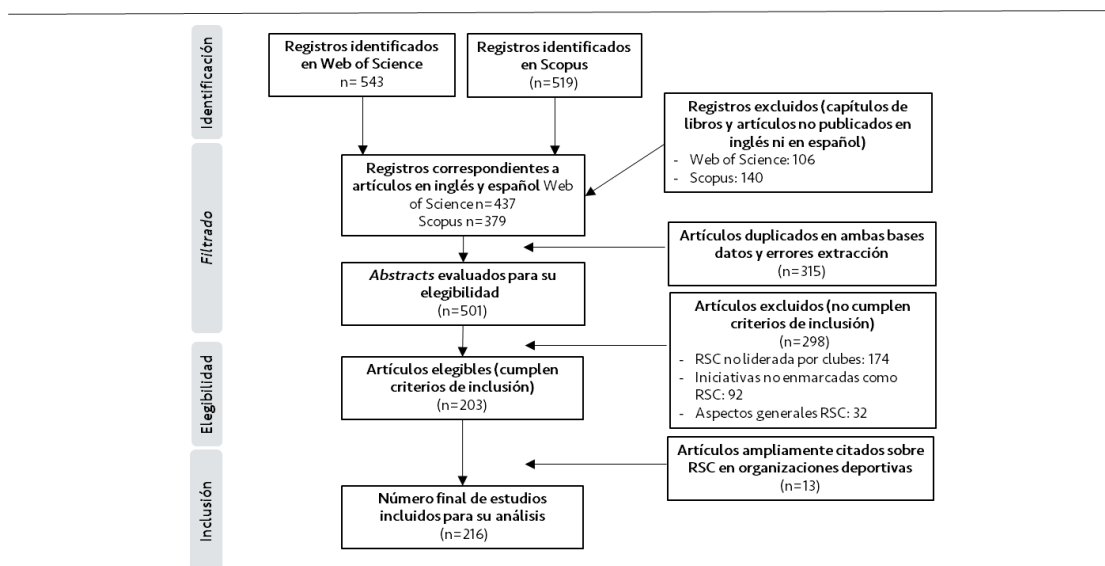 Identificación
Registros identificados
en Web of Science
n= 543
Registros identificados
en Scopus
(n=519)
Registros excluidos (capítulos de
libros y artículos no publicados en
inglés ni en español)
- Web of Science: 106
- Scopus: 140
Filtrado
Registros correspondientes a
artículos en inglés y español Web
of Science n=437
Scopus n=379
Artículos duplicados en ambas bases
datos y errores extracción
(n=315)
Abstracts evaluados para su
elegibilidad
(n=501)
Artículos excluidos (no cumplen
criterios de inclusión)
(n=298)
- RSC no liderada por clubes: 174
- Iniciativas no enmarcadas como
RSC: 92
- Aspectos generales RSC: 32
Elegibilidad
Artículos elegibles (cumplen
criterios de inclusión)
(n=203)
Artículos ampliamente citados sobre
RSC en organizaciones deportivas
(n=13)
Inclusión
Número final de estudios
incluidos para su análisis
(n=216)